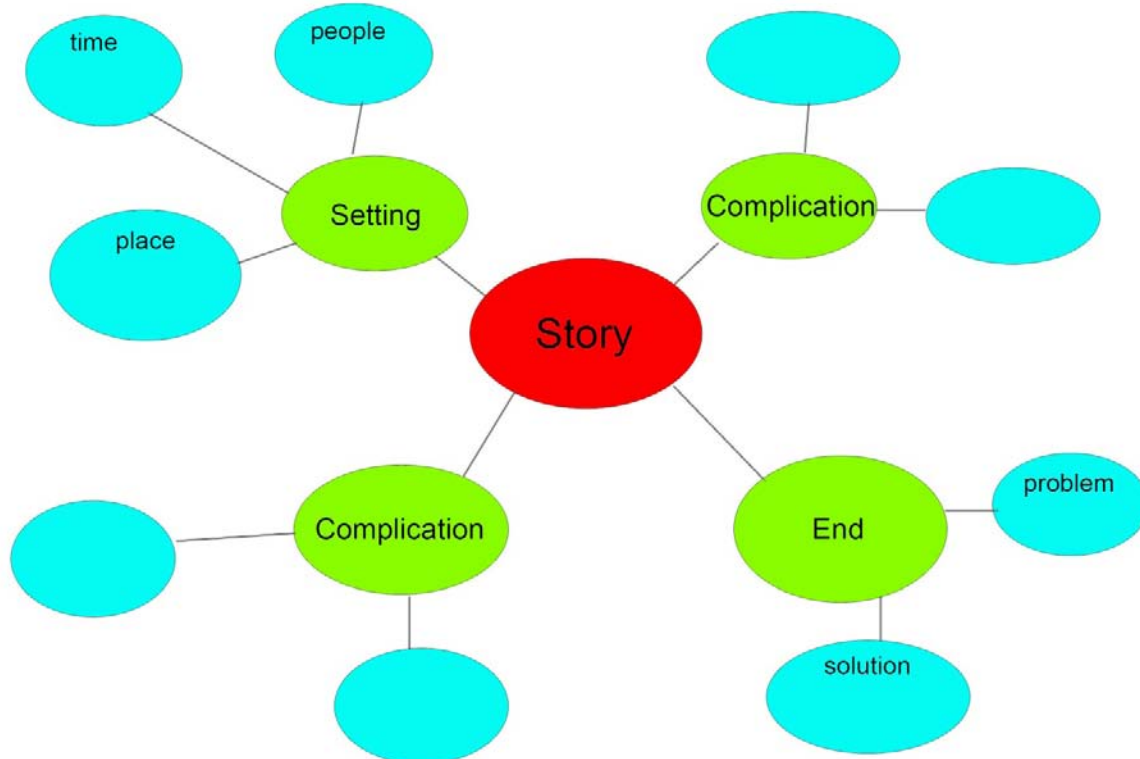 time
people
place
Setting
Complication
Story
Complication
End
problem
solution